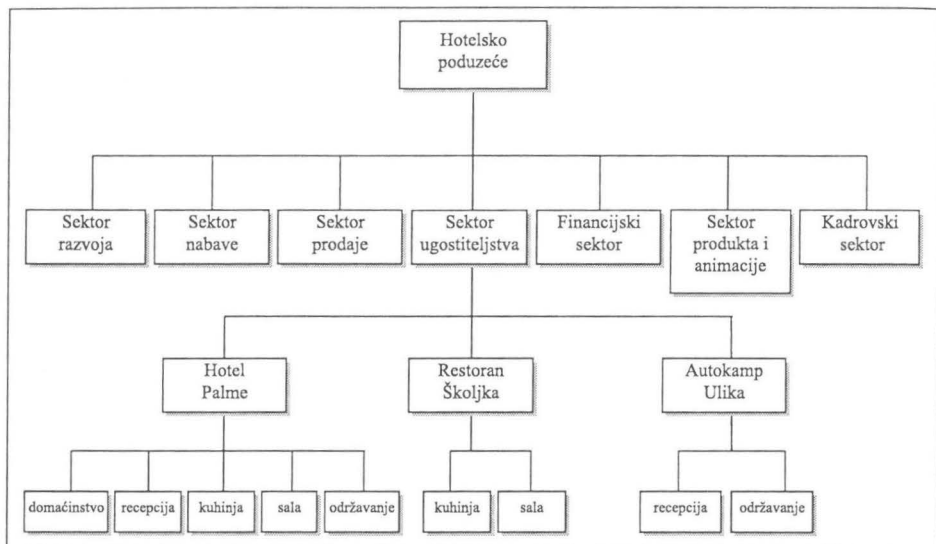 Hotelsko
poduzeće
Sektor
razvoja
Sektor
nabave
Sektor
prodaje
Sektor
ugostiteljstva
Financijski
sektor
Sektor
produkta i
animacije
Kadrovski
sektor
Hotel
Palme
Restoran
Školjka
Autokamp
Ulika
domaćinstvo
recepcija
kuhinja
sala
održavanje
kuhinja
sala
recepcija
održavanje